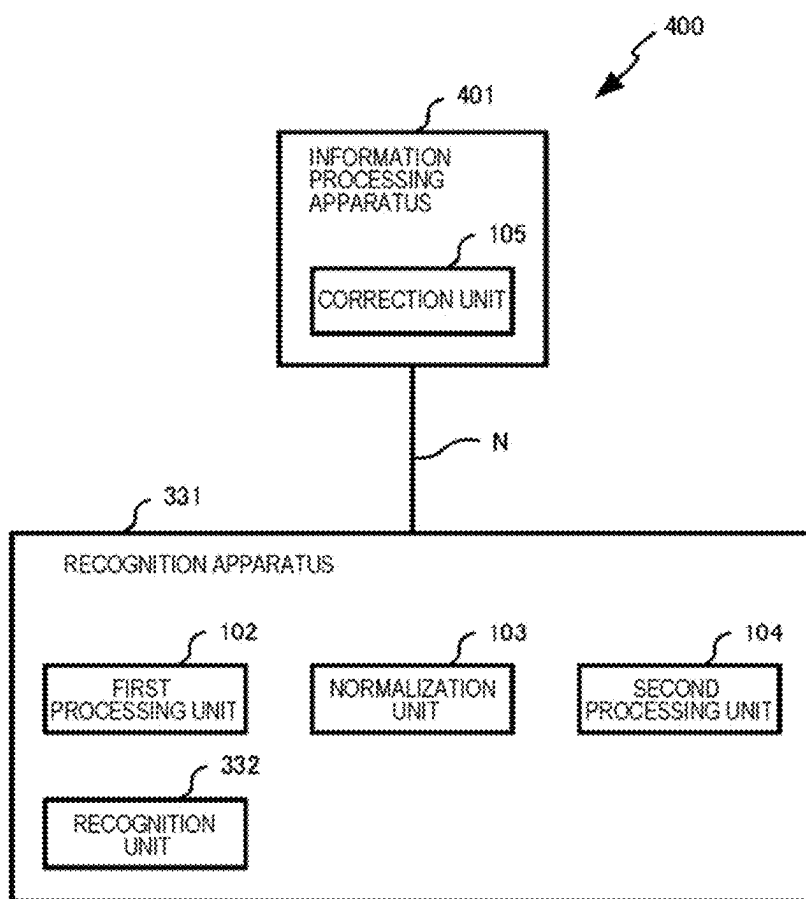 400
401
INFORMATION
PROCESSING
APPARATUS
105
CORRECTION UNIT
N
331
RECOGNITION APPARATUS
102
103
104
FIRST
PROCESSING UNIT
NORMALIZATION
UNIT
SECOND
PROCESSING UNIT
332
RECOGNITION
UNIT